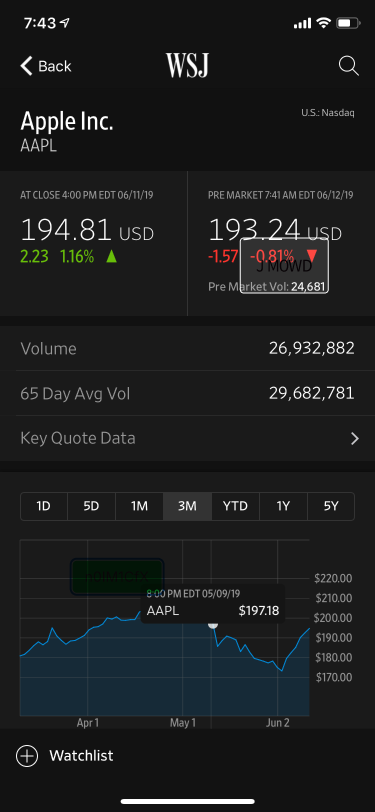 7:43
Back
WSJ
Apple Inc.
U.S.: Nasdaq
AAPL
AT CLOSE 4:00 PM EDT 06/11/19
194.81 USD
2.23 1.16%
PRE MARKET 7:41 AM EDT 06/12/19
193.24 USD
-1.57 -0.81%
J MOWD
Pre Market Vol: 24,681
Volume 26,932,882
65 Day Avg Vol 29,682,781
Key Quote Data
1D 5D 1M 3M YTD 1Y 5Y
8:00 PM EDT 05/09/19
AAPL $197.18
$220.00
$210.00
$200.00
$190.00
$180.00
$170.00
Apr 1 May 1 Jun 2
Watchlist